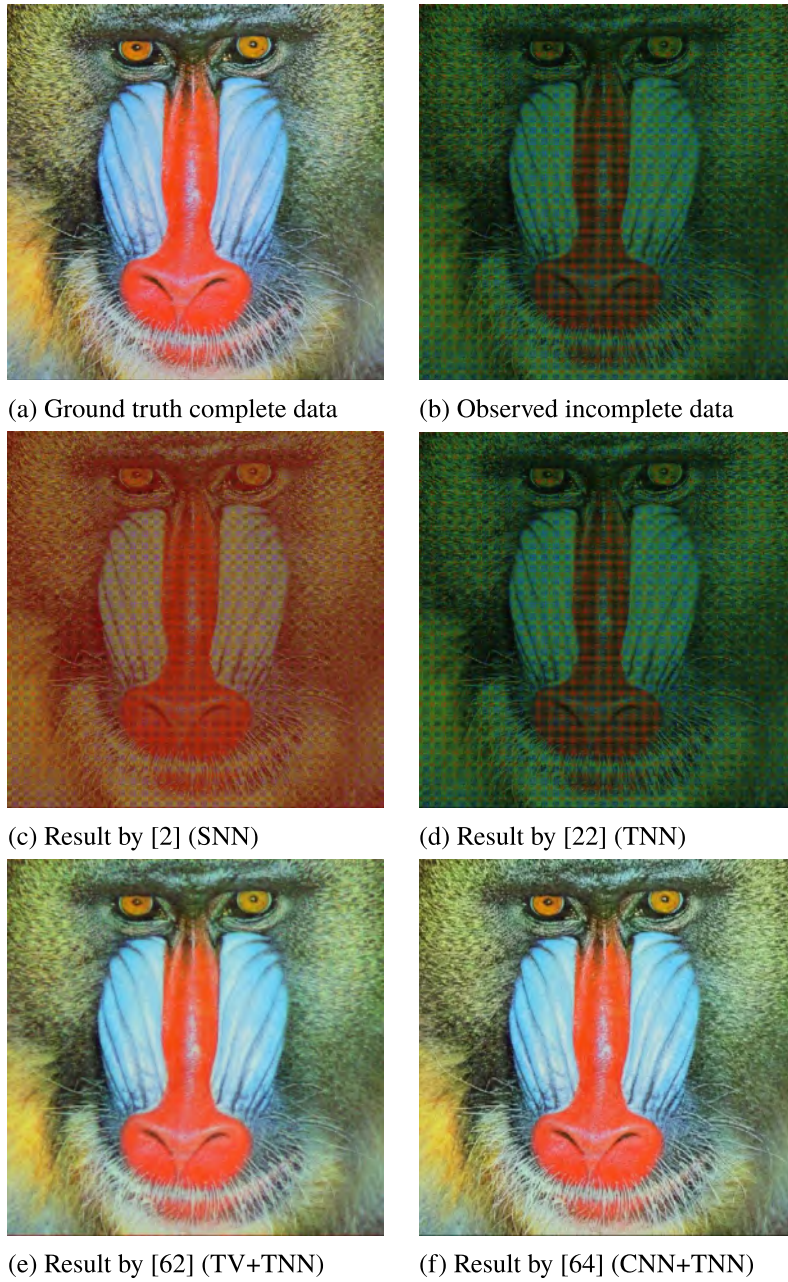 (a) Ground truth complete data
(b) Observed incomplete data
(c) Result by [2] (SNN)
(d) Result by [22] (TNN)
(e) Result by [62] (TV+TNN)
(f) Result by [64] (CNN+TNN)